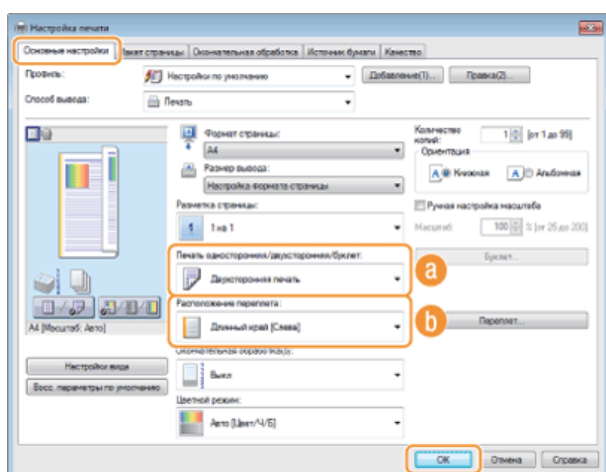 Настройка печати
Основные настройки Пакет страницы Окончательная обработка Источник бумаги Качество
Профиль: Настройки по умолчанию Добавление(1)... Правка(2)...
Способ вывода: Печать
Формат страницы:
A4
Размер вывода:
Настройка формата страницы
Разметка страницы:
1 1 на 1
Печать односторонняя/двухсторонняя/буклет:
Двухсторонняя печать
a
Расположение переплета:
Длинный край [Слева]
b
Окончательная обработка(J):
Выкл
Цветной режим:
Авто [Цвет/Ч/Б]
Количество копий: 1 [от 1 до 99]
Ориентация
A Книжная A Альбомная
Ручная настройка масштаба
Масштаб: 100 % [от 25 до 200]
Буклет...
Переплет...
A4 [Масштаб: Авто]
Настройки вида
Восс. параметры по умолчанию
OK Отмена Справка